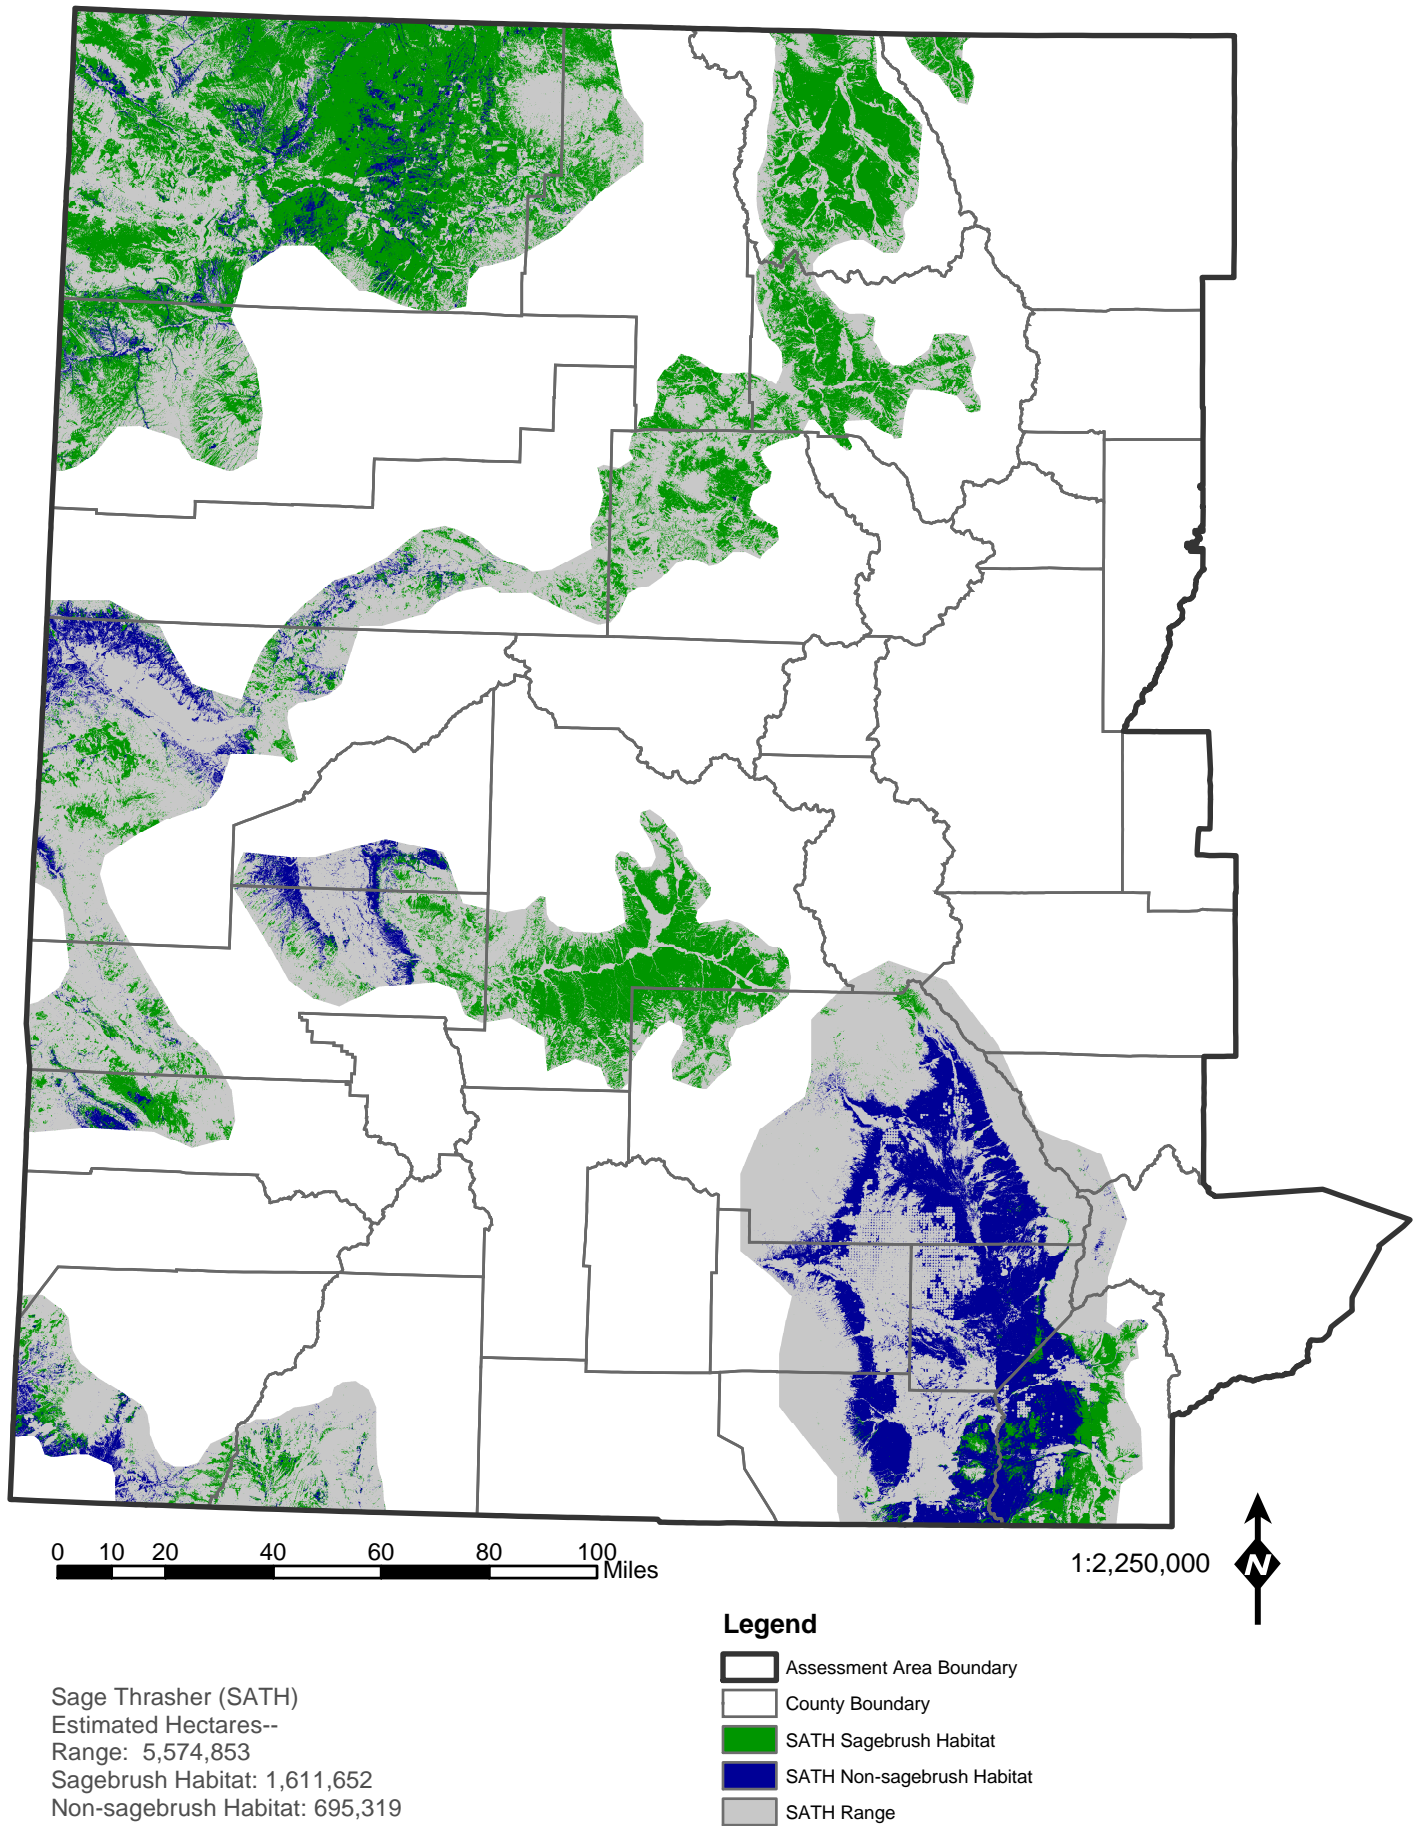 0 10 20 40 60 80 100
Miles
1:2,250,000
N
Legend
Assessment Area Boundary
County Boundary
SATH Sagebrush Habitat
SATH Non-sagebrush Habitat
SATH Range
Sage Thrasher (SATH)
Estimated Hectares--
Range: 5,574,853
Sagebrush Habitat: 1,611,652
Non-sagebrush Habitat: 695,319